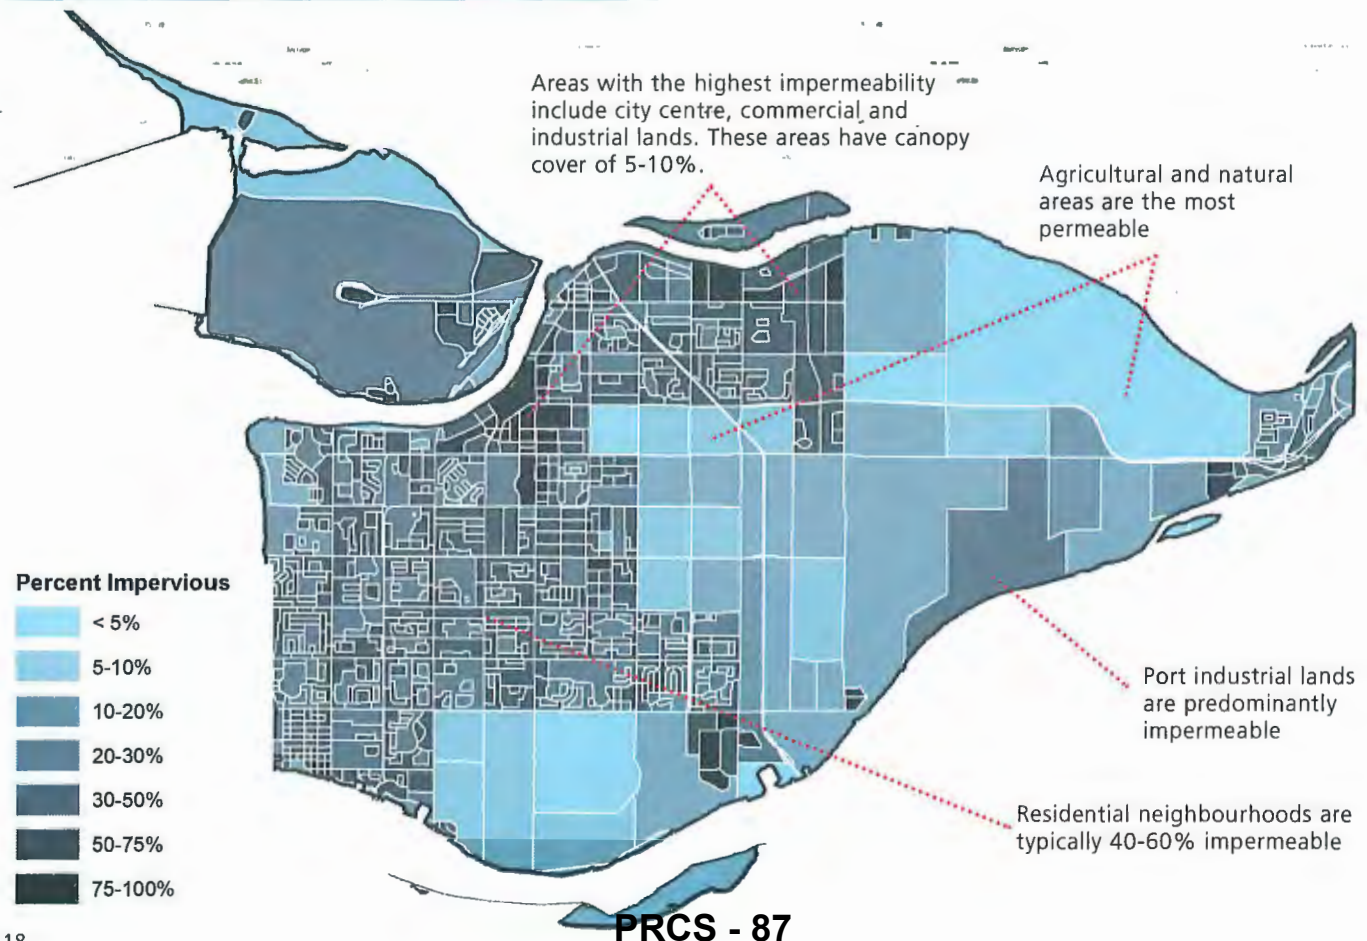 Areas with the highest impermeability
include city centre, commercial and
industrial lands. These areas have canopy
cover of 5-10%.
Agricultural and natural
areas are the most
permeable
Percent Impervious
< 5%
5-10%
10-20%
20-30%
30-50%
50-75%
75-100%
Port industrial lands
are predominantly
impermeable
Residential neighbourhoods are
typically 40-60% impermeable
PRCS - 87
18